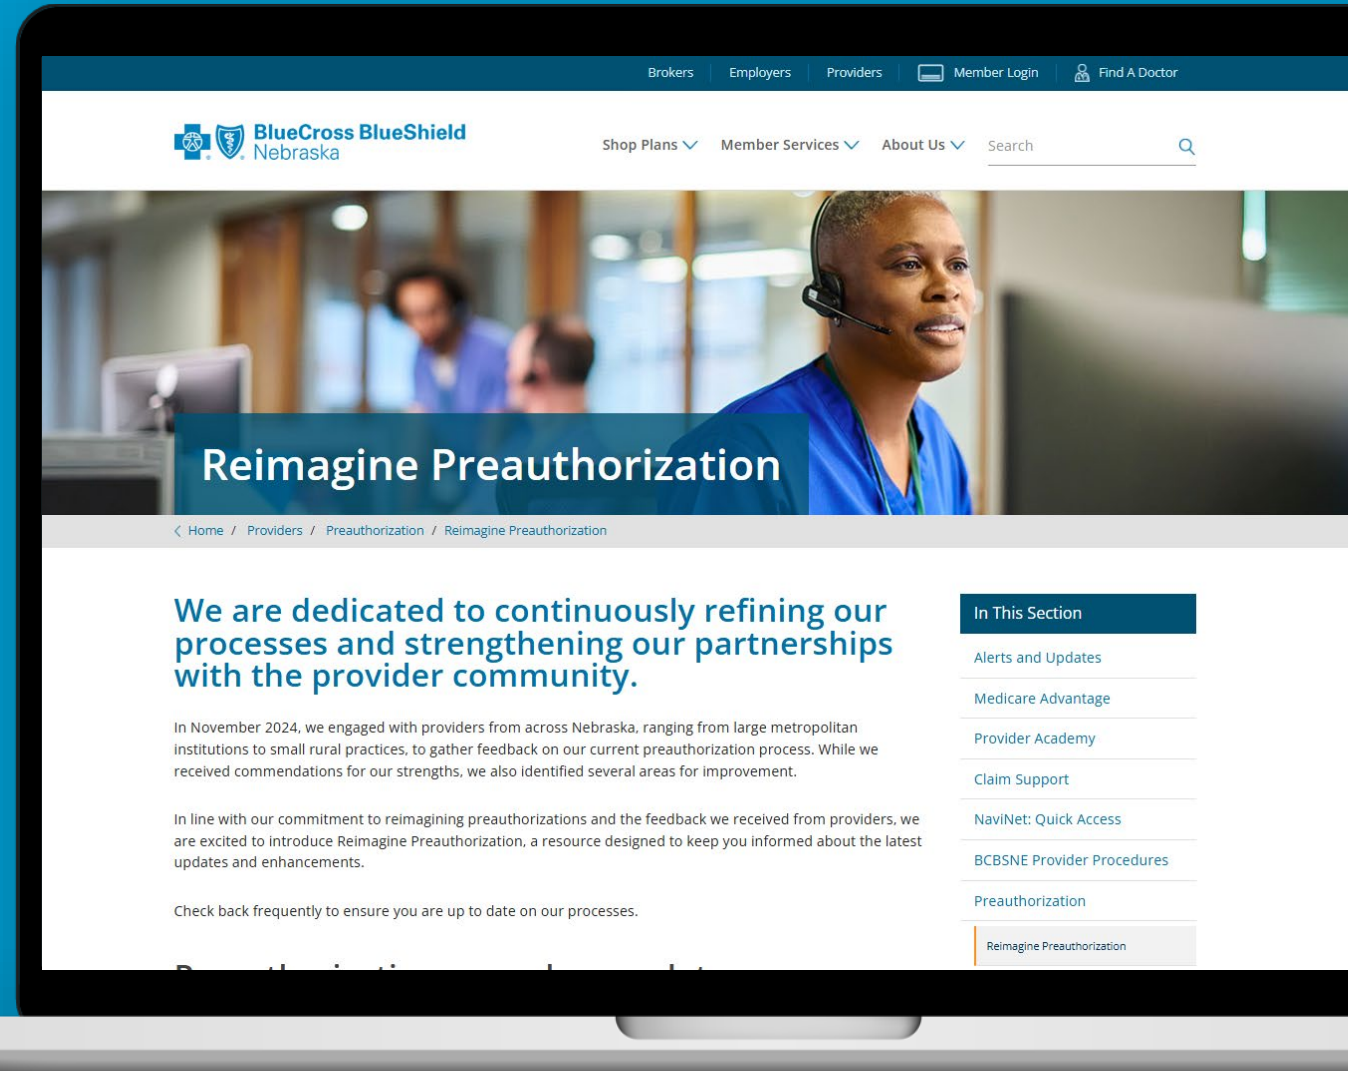 Brokers Employers Providers Member Login Find A Doctor
BlueCross BlueShield
Nebraska
Shop Plans Member Services About Us Search
Reimagine Preauthorization
Home / Providers / Preauthorization / Reimagine Preauthorization
We are dedicated to continuously refining our
processes and strengthening our partnerships
with the provider community.
In November 2024, we engaged with providers from across Nebraska, ranging from large metropolitan
institutions to small rural practices, to gather feedback on our current preauthorization process. While we
received commendations for our strengths, we also identified several areas for improvement.
In line with our commitment to reimagining preauthorizations and the feedback we received from providers, we
are excited to introduce Reimagine Preauthorization, a resource designed to keep you informed about the latest
updates and enhancements.
Check back frequently to ensure you are up to date on our processes.
In This Section
Alerts and Updates
Medicare Advantage
Provider Academy
Claim Support
NaviNet: Quick Access
BCBSNE Provider Procedures
Preauthorization
Reimagine Preauthorization